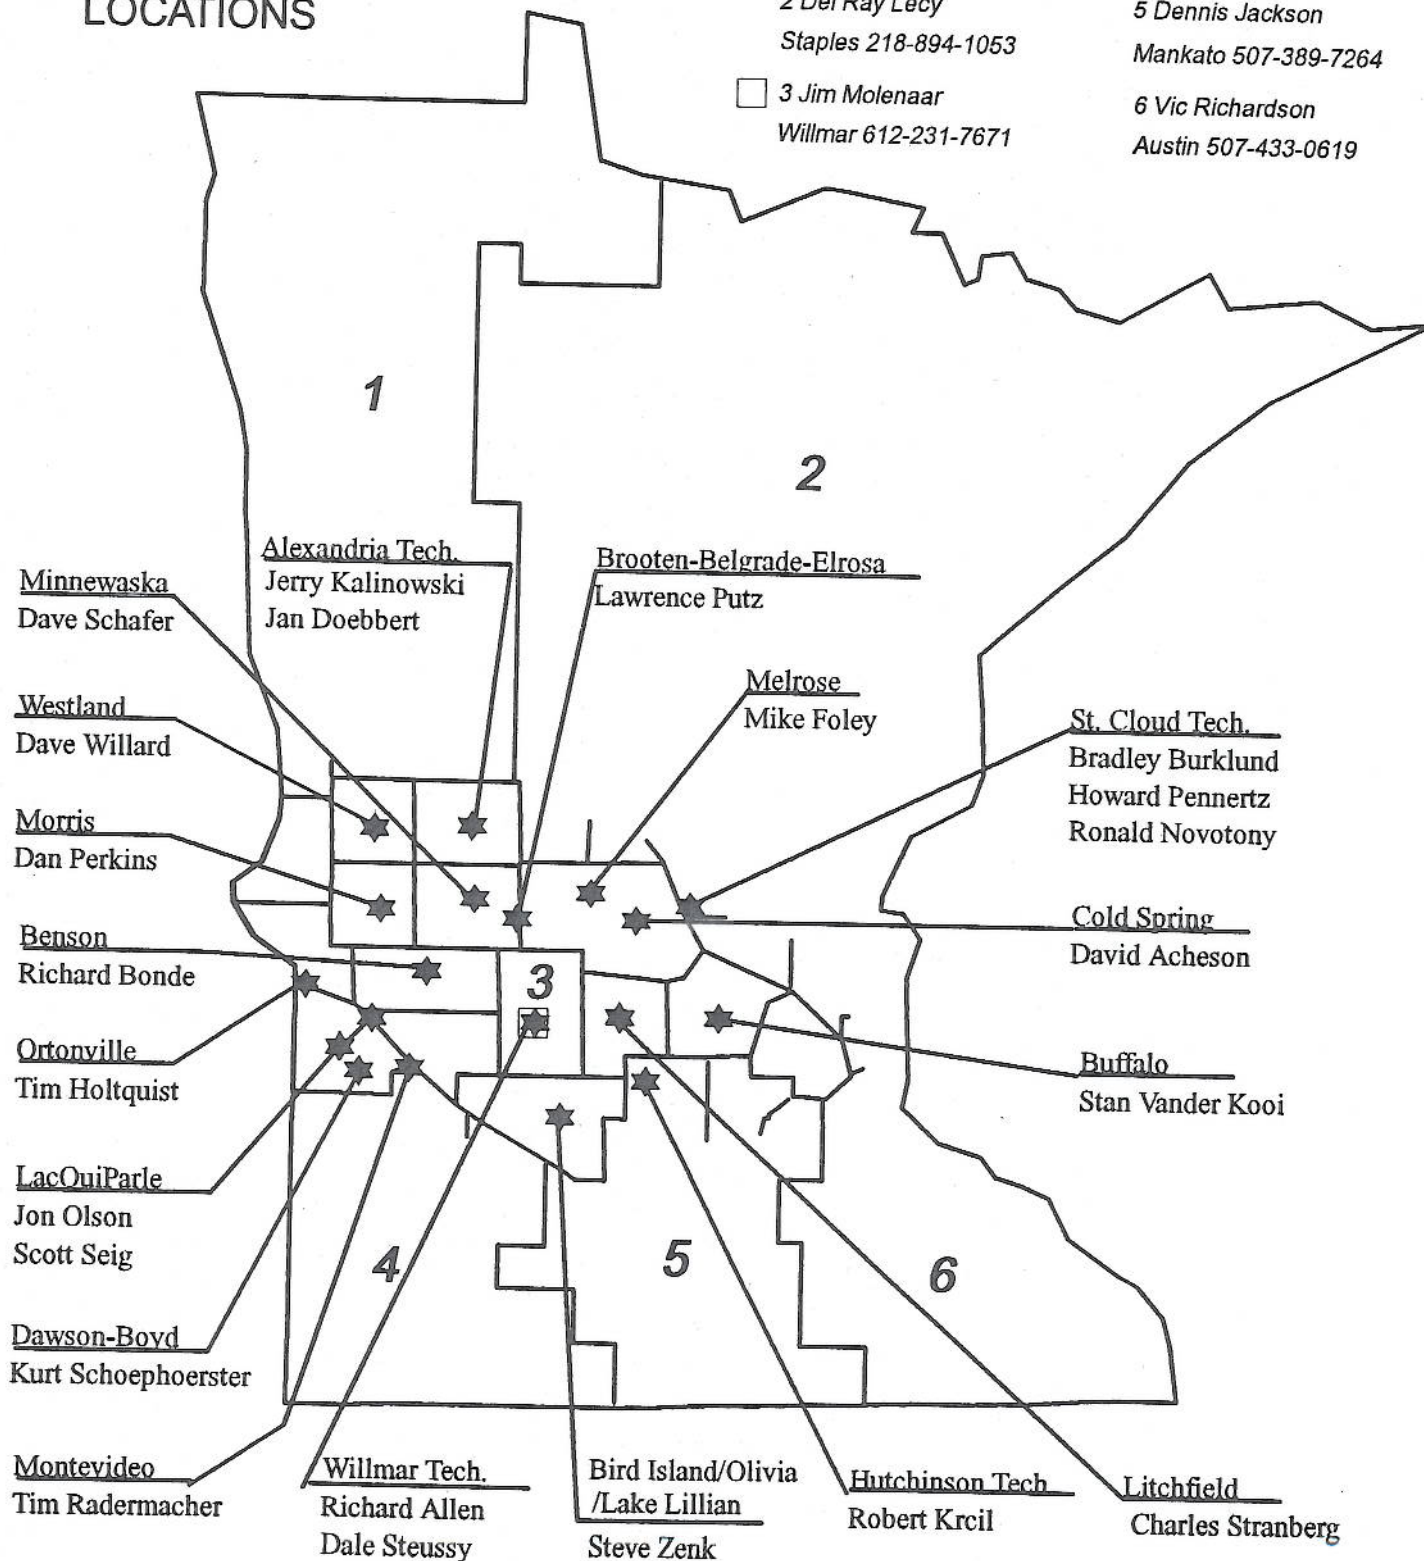 LOCATIONS
2 Del Ray Lecy
Staples 218-894-1053
3 Jim Molenaar
Willmar 612-231-7671
5 Dennis Jackson
Mankato 507-389-7264
6 Vic Richardson
Austin 507-433-0619
1
2
Alexandria Tech.
Jerry Kalinowski
Jan Doebbert
Brooten-Belgrade-Elrosa
Lawrence Putz
Minnewaska
Dave Schafer
Melrose
Mike Foley
Westland
Dave Willard
St. Cloud Tech.
Bradley Burklund
Howard Pennertz
Ronald Novotony
Morris
Dan Perkins
Cold Spring
David Acheson
Benson
Richard Bonde
3
Ortonville
Tim Holtquist
Buffalo
Stan Vander Kooi
LacQuiParle
Jon Olson
Scott Seig
4
5
6
Dawson-Boyd
Kurt Schoephoerster
Montevideo
Tim Radermacher
Willmar Tech.
Richard Allen
Dale Steussy
Bird Island/Olivia
/Lake Lillian
Steve Zenk
Hutchinson Tech
Robert Krcil
Litchfield
Charles Stranberg